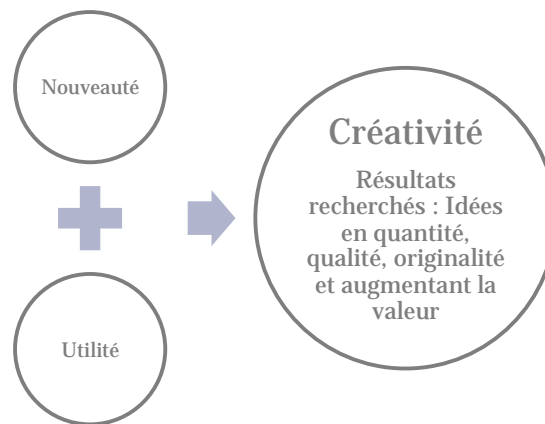 Nouveauté
Utilité
Créativité
Résultats
recherchés : Idées
en quantité,
qualité, originalité
et augmentant la
valeur